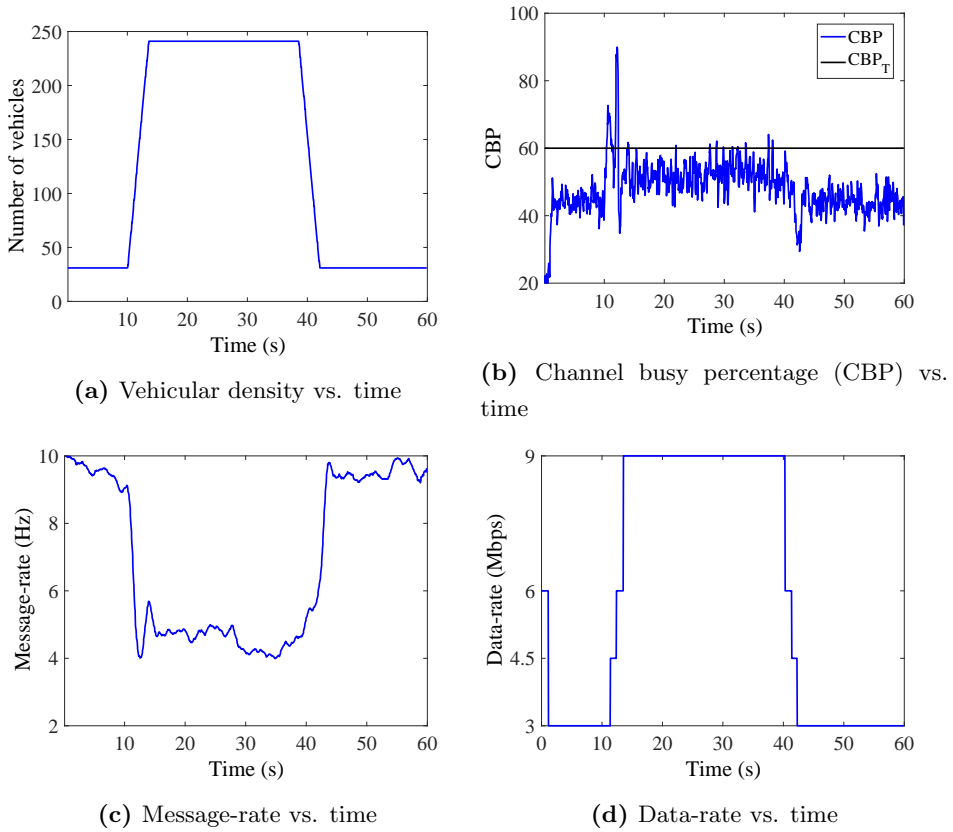 250
200
150
100
50
0
Number of vehicles
10 20 30 40 50 60
Time (s)
(a) Vehicular density vs. time
100
80
60
40
20
CBP
CBP
CBP_T
10 20 30 40 50 60
Time (s)
(b) Channel busy percentage (CBP) vs.
time
10
8
6
4
2
Message-rate (Hz)
10 20 30 40 50 60
Time (s)
(c) Message-rate vs. time
9
6
4.5
3
Data-rate (Mbps)
0 10 20 30 40 50 60
Time (s)
(d) Data-rate vs. time